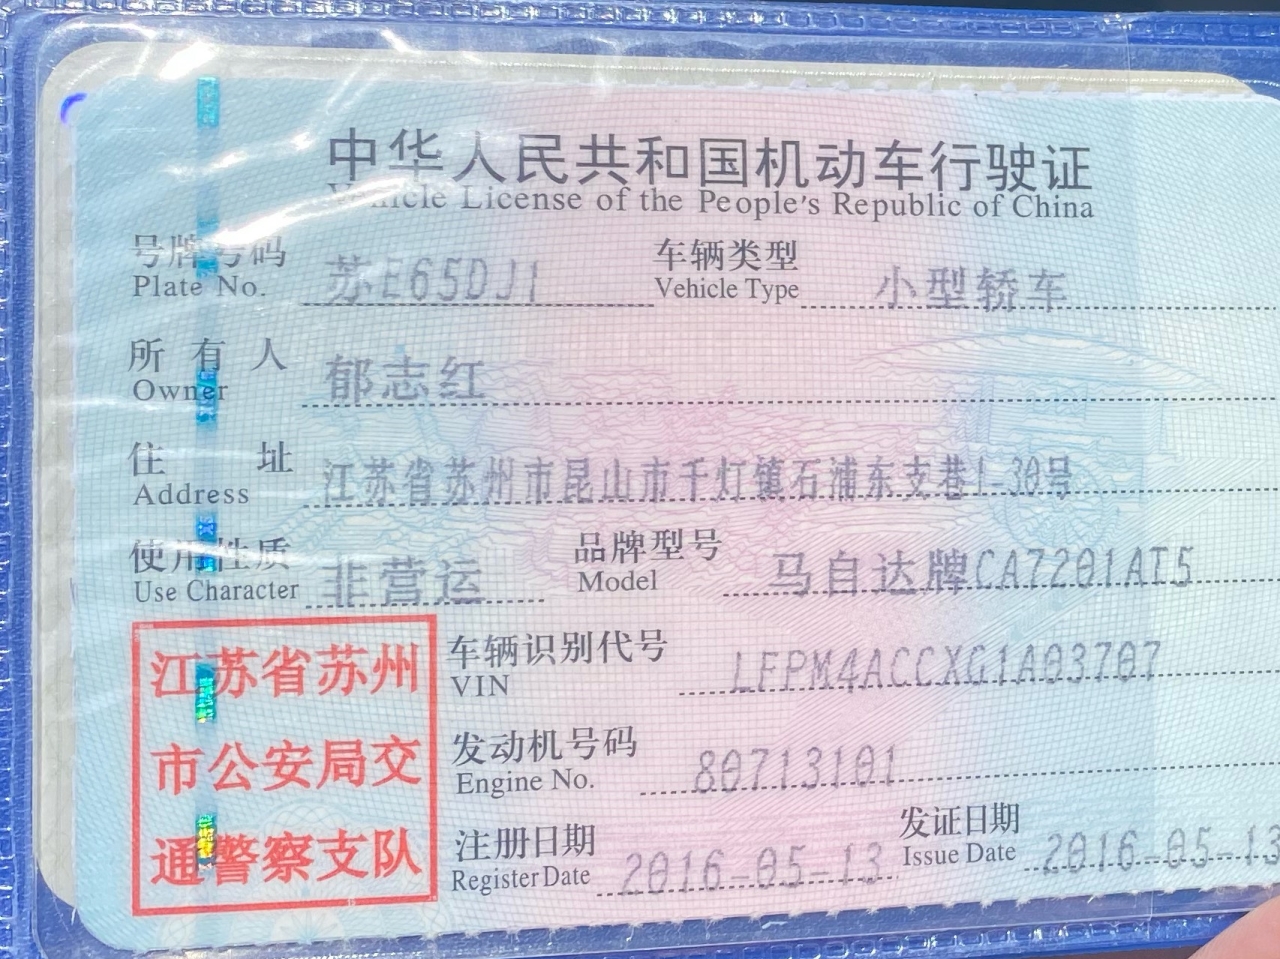 中华人民共和国机动车行驶证
Vehicle License of the People's Republic of China
号牌号码 苏E65DJ1 车辆类型 小型轿车
Plate No. Vehicle Type
所有人 郁志红
Owner
住址 江苏省苏州市昆山市千灯镇石浦东支巷1-30号
Address
使用性质 非营运 品牌型号 马自达牌CA7201AT5
Use Character Model
江苏省苏州
市公安局交
通警察支队
车辆识别代号 LFPM4ACCXG1A03707
VIN
发动机号码 80713101
Engine No.
注册日期 2016-05-13 发证日期 2016-05-13
Register Date Issue Date